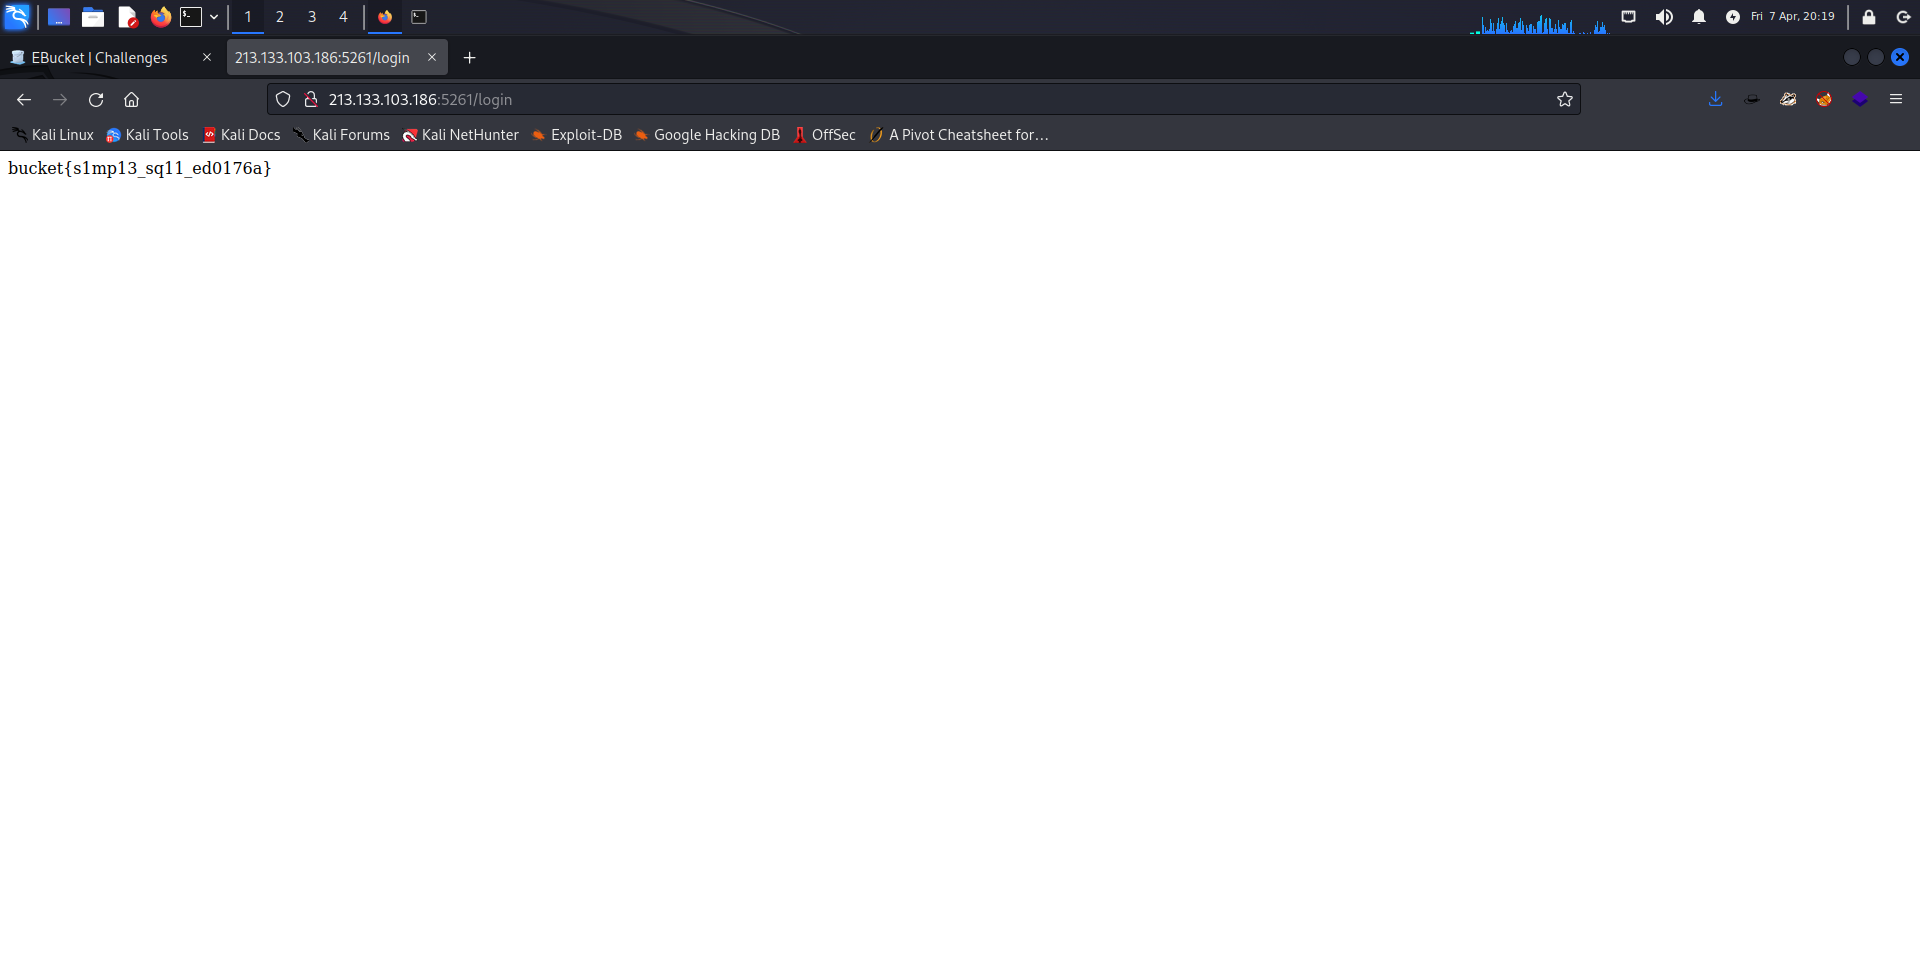 1 2 3 4 Fri 7 Apr, 20:19
EBucket | Challenges 213.133.103.186:5261/login
213.133.103.186:5261/login
Kali Linux Kali Tools Kali Docs Kali Forums Kali NetHunter Exploit-DB Google Hacking DB OffSec A Pivot Cheatsheet for…
bucket{s1mp13_sq11_ed0176a}